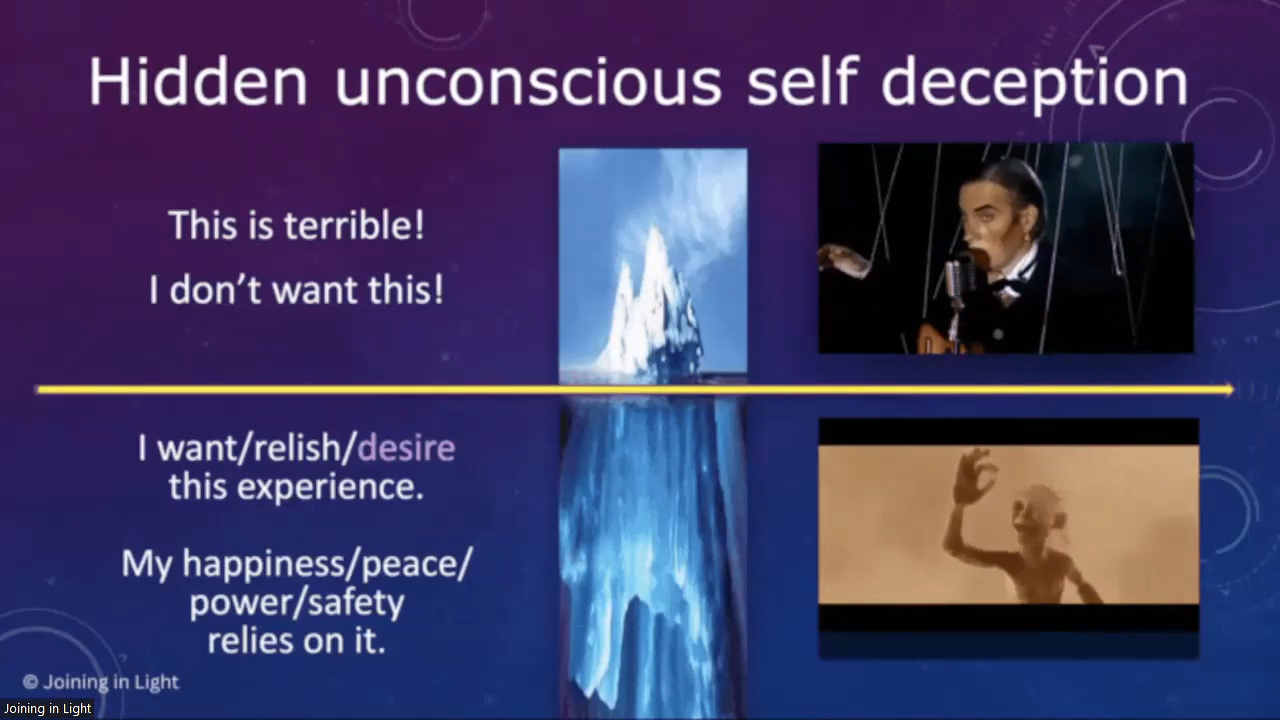 Hidden unconscious self deception
This is terrible!
I don’t want this!
I want/relish/desire
this experience.
My happiness/peace/
power/safety
relies on it.
© Joining in Light
Joining in Light